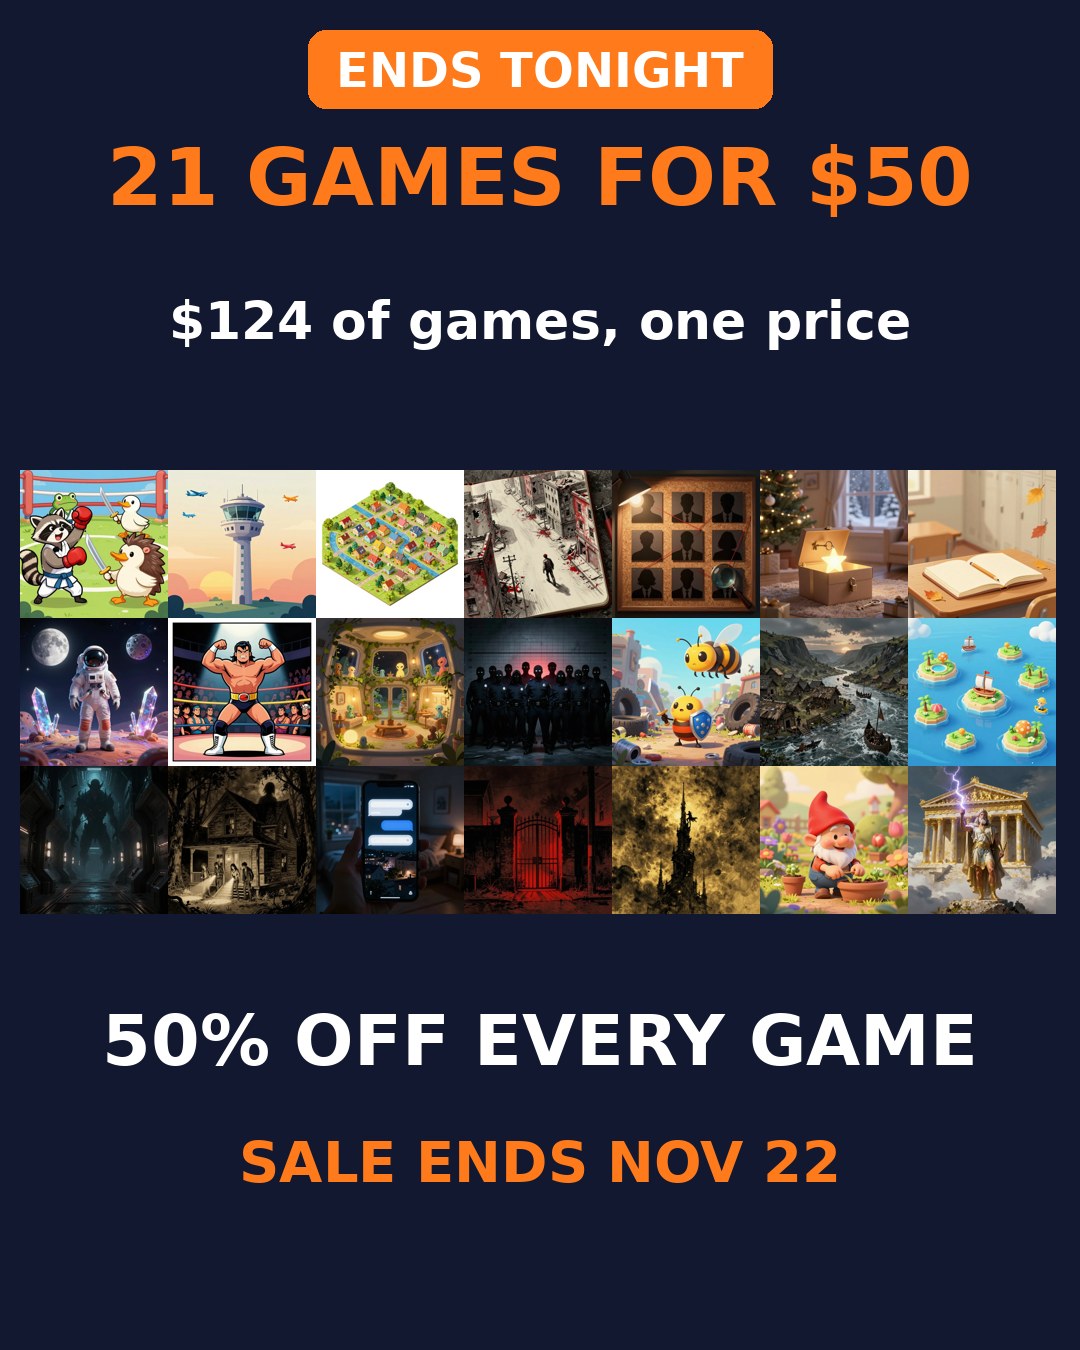 ENDS TONIGHT
21 GAMES FOR $50
$124 of games, one price
50% OFF EVERY GAME
SALE ENDS NOV 22